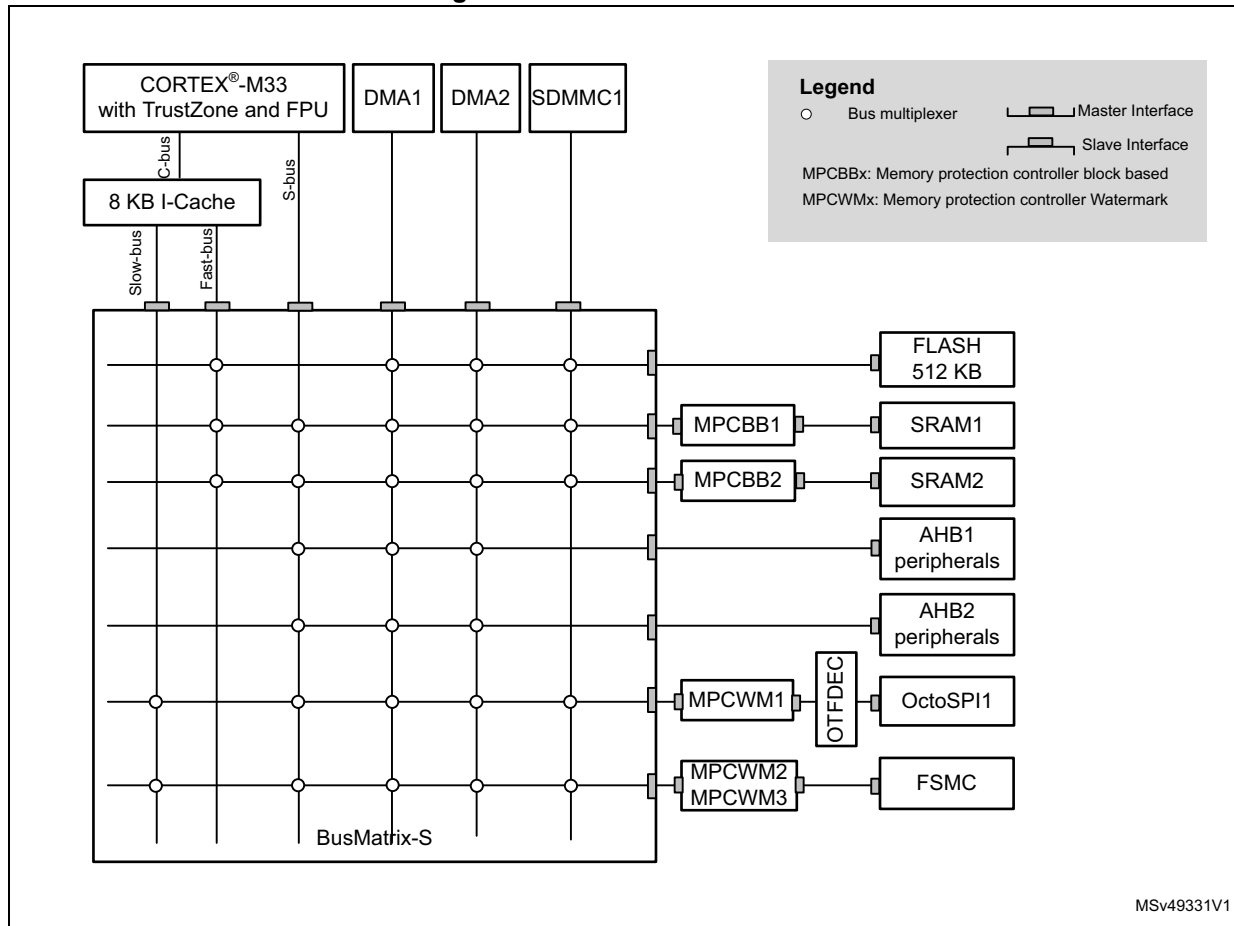 CORTEX®-M33
with TrustZone and FPU
DMA1
DMA2
SDMMC1
Legend
Bus multiplexer
Master Interface
Slave Interface
MPCBBx: Memory protection controller block based
MPCWMx: Memory protection controller Watermark
C-bus
S-bus
8 KB I-Cache
Slow-bus
Fast-bus
FLASH
512 KB
MPCBB1
SRAM1
MPCBB2
SRAM2
AHB1
peripherals
AHB2
peripherals
MPCWM1
OTFDEC
OctoSPI1
MPCWM2
MPCWM3
FSMC
BusMatrix-S
MSv49331V1